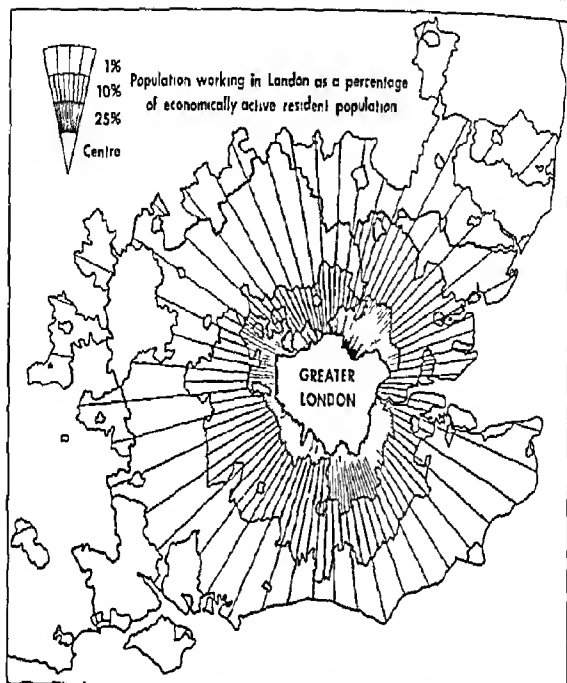 1%
10%
25%
Centre
Population working in London as a percentage
of economically active resident population
GREATER
LONDON